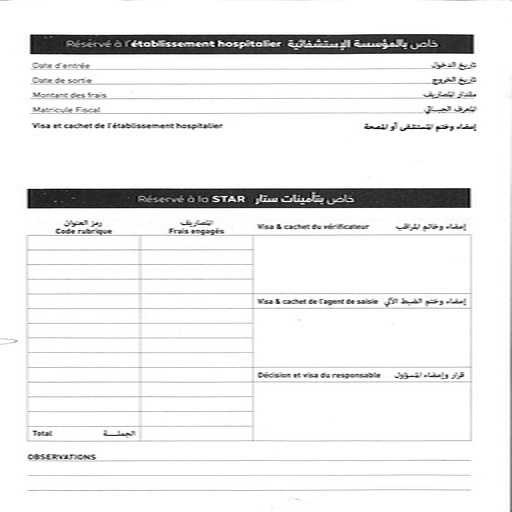 Réservé à l'établissement hospitalier خاص بالمؤسسة الإستشفائية
Date d'entrée تاريخ الدخول
Date de sortie تاريخ الخروج
Montant des frais مقدار المصاريف
Matricule Fiscal المعرف الجبائي
Visa et cachet de l'établissement hospitalier إمضاء وختم المستشفى أو المصحة
Réservé à la STAR خاص بتأمينات ستار
رمز العنوان المصاريف
Code rubrique Frais engagés Visa & cachet du vérificateur إمضاء وخاتم المراقب
Visa & cachet de l'agent de saisie إمضاء وختم الضبط الآلي
Décision et visa du responsable قرار وإمضاء المسؤول
Total الجملـــة
OBSERVATIONS